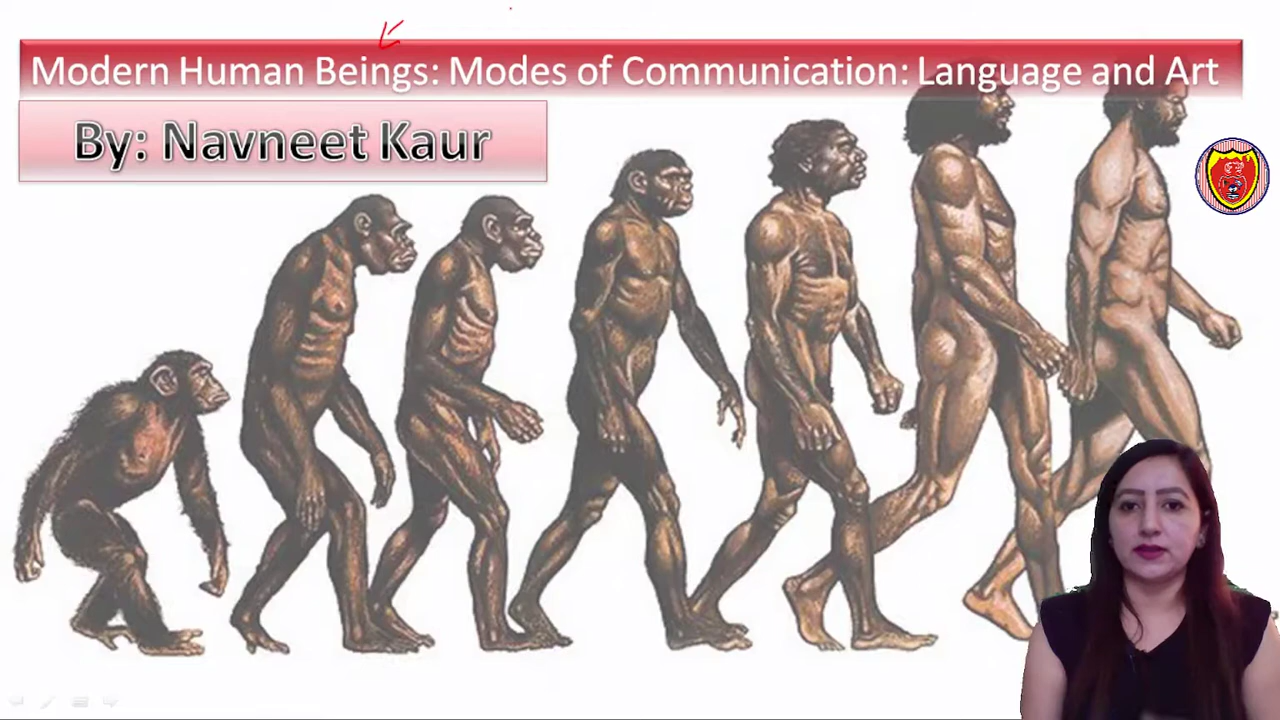 Modern Human Beings: Modes of Communication: Language and Art
By: Navneet Kaur